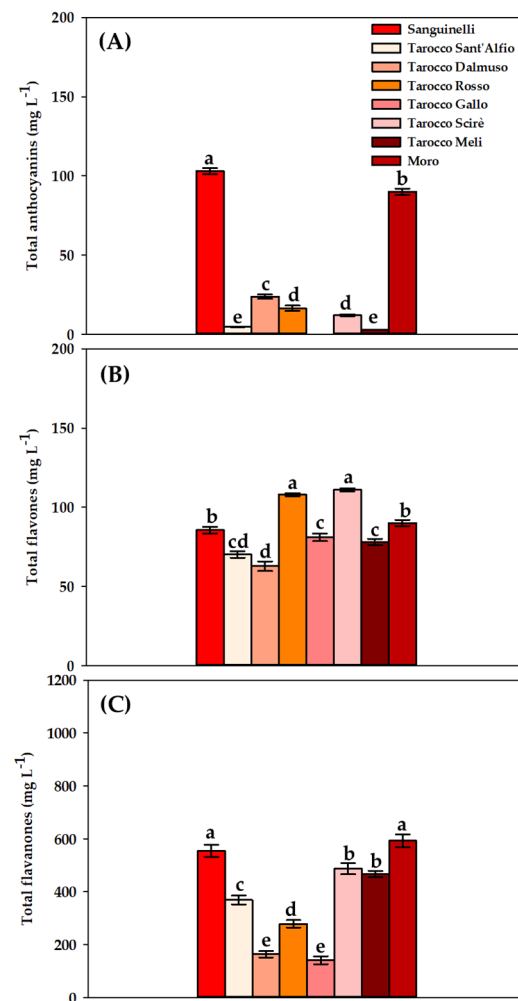 200
(A)
Sanguinelli
Tarocco Sant'Alfio
Tarocco Dalmuso
Tarocco Rosso
Tarocco Gallo
Tarocco Scirè
Tarocco Meli
Moro
150
Total anthocyanins (mg L⁻¹)
100
a
b
50
c
d
d
e
e
0
200
(B)
150
Total flavones (mg L⁻¹)
a
a
100
b
b
c
c
cd
d
50
0
1200
(C)
1000
Total flavanones (mg L⁻¹)
800
600
a
a
b
b
400
c
d
200
e
e
0